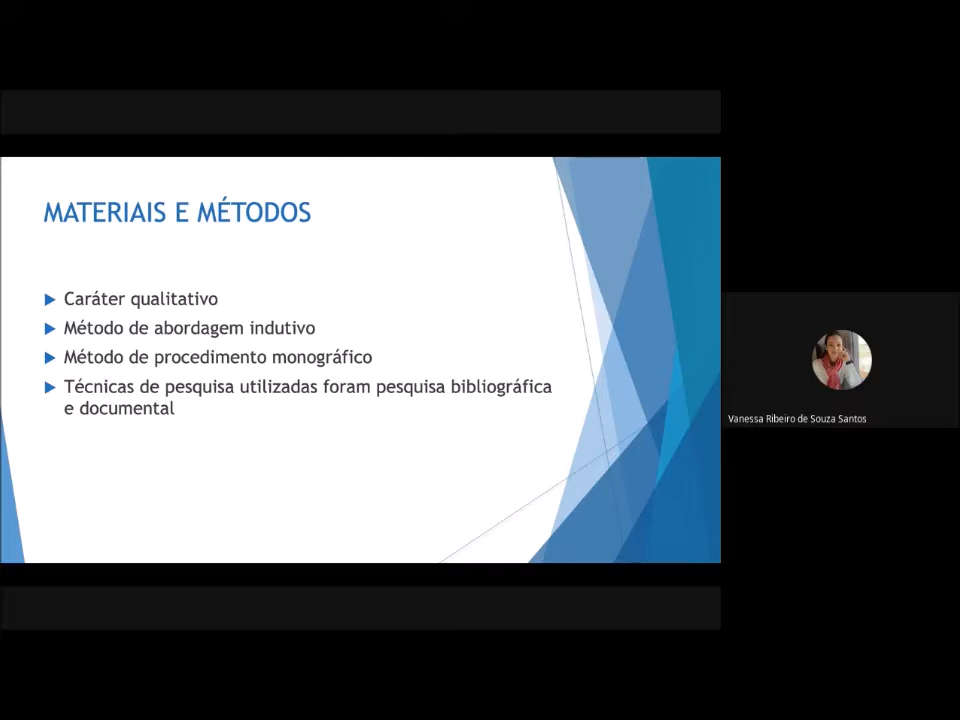 MATERIAIS E MÉTODOS
Caráter qualitativo
Método de abordagem indutivo
Método de procedimento monográfico
Técnicas de pesquisa utilizadas foram pesquisa bibliográfica
e documental
Vanessa Ribeiro de Souza Santos